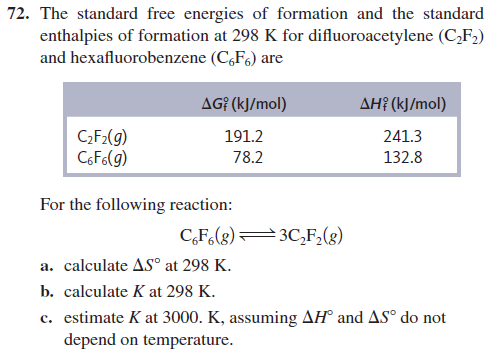 72. The standard free energies of formation and the standard
enthalpies of formation at 298 K for difluoroacetylene (C₂F₂)
and hexafluorobenzene (C₆F₆) are
ΔG°f (kJ/mol) ΔH°f (kJ/mol)
C₂F₂(g) 191.2 241.3
C₆F₆(g) 78.2 132.8
For the following reaction:
C₆F₆(g) ⇌ 3C₂F₂(g)
a. calculate ΔS° at 298 K.
b. calculate K at 298 K.
c. estimate K at 3000. K, assuming ΔH° and ΔS° do not
depend on temperature.